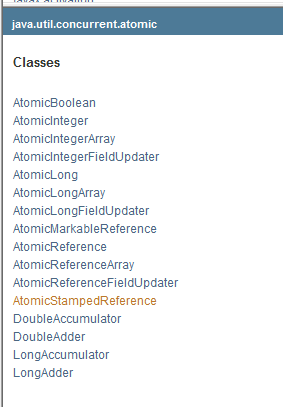 java.util.concurrent.atomic
Classes
AtomicBoolean
AtomicInteger
AtomicIntegerArray
AtomicIntegerFieldUpdater
AtomicLong
AtomicLongArray
AtomicLongFieldUpdater
AtomicMarkableReference
AtomicReference
AtomicReferenceArray
AtomicReferenceFieldUpdater
AtomicStampedReference
DoubleAccumulator
DoubleAdder
LongAccumulator
LongAdder